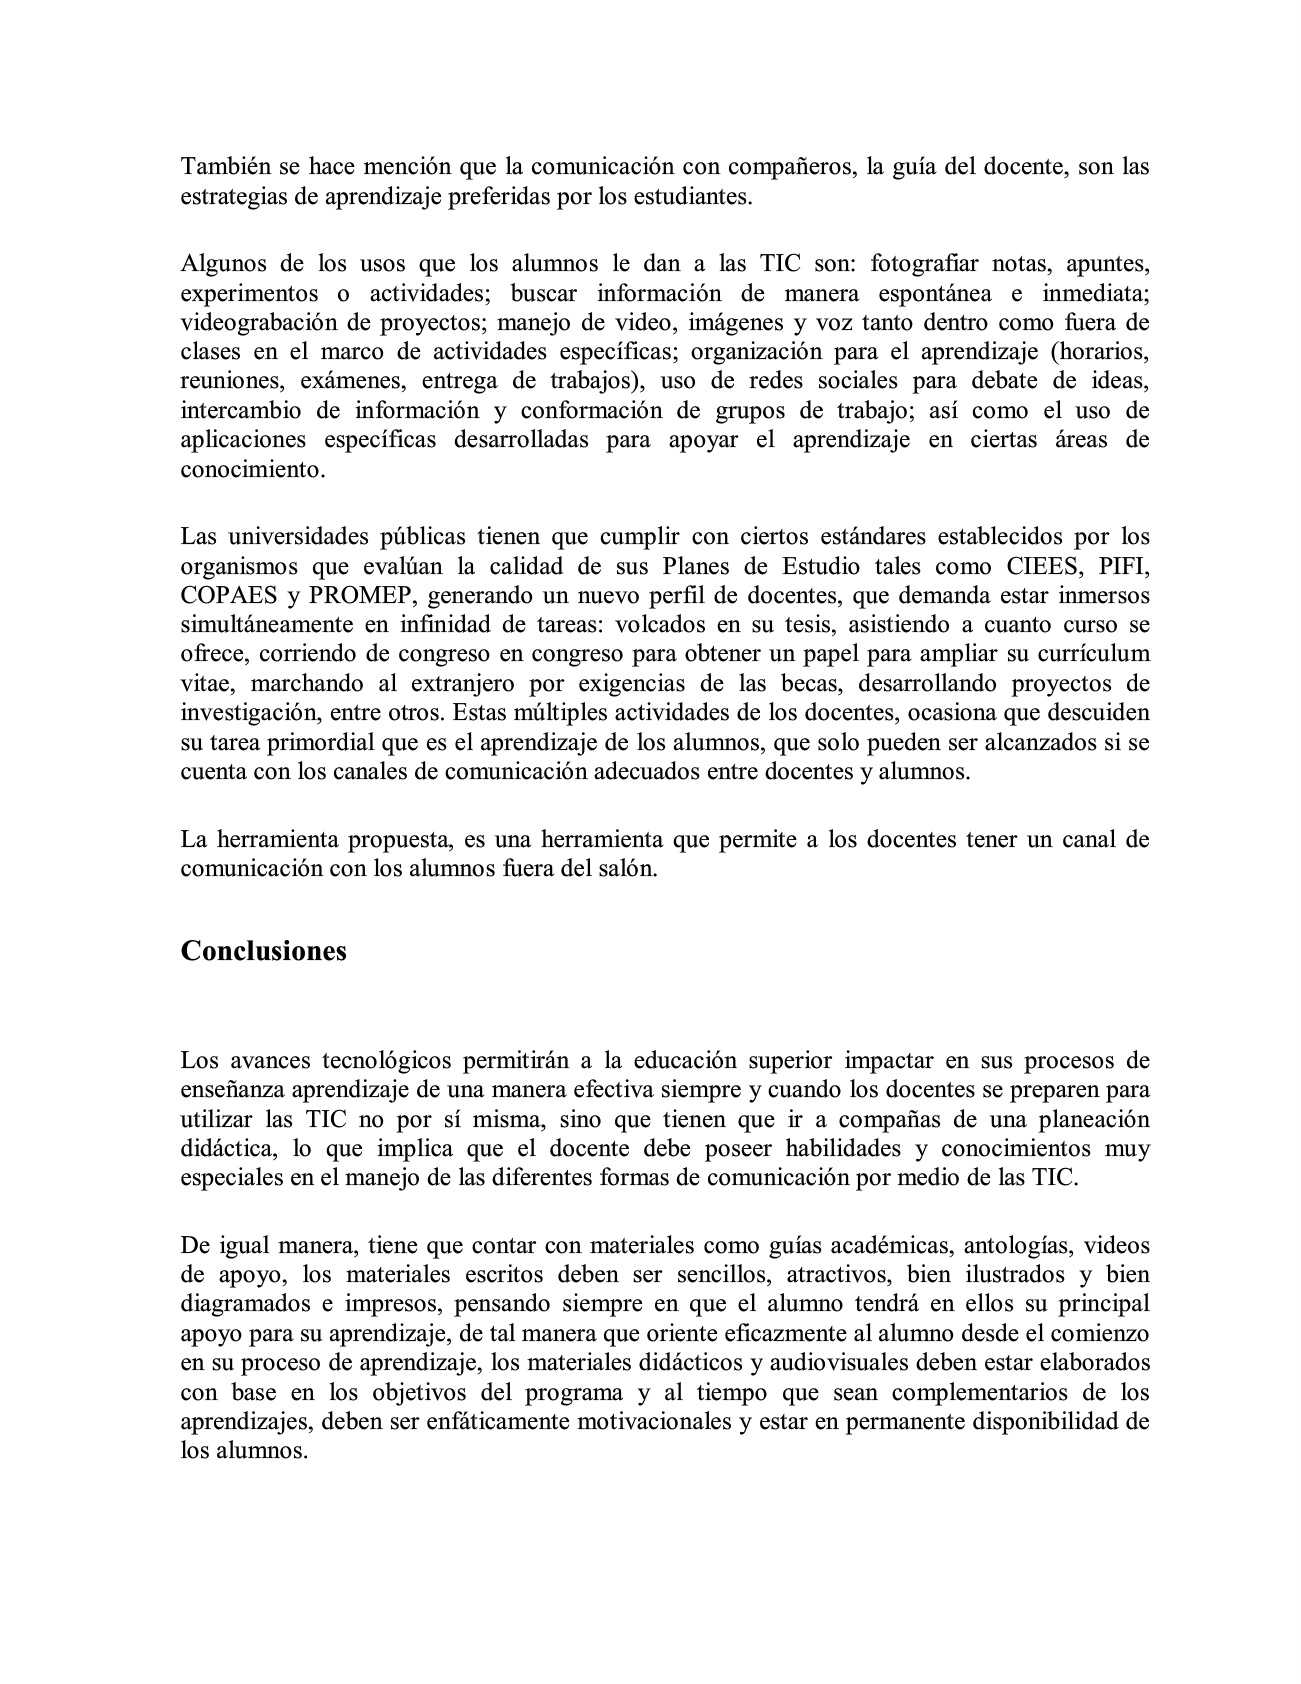 También se hace mención que la comunicación con compañeros, la guía del docente, son las
estrategias de aprendizaje preferidas por los estudiantes.
Algunos de los usos que los alumnos le dan a las TIC son: fotografiar notas, apuntes,
experimentos o actividades; buscar información de manera espontánea e inmediata;
videograbación de proyectos; manejo de video, imágenes y voz tanto dentro como fuera de
clases en el marco de actividades específicas; organización para el aprendizaje (horarios,
reuniones, exámenes, entrega de trabajos), uso de redes sociales para debate de ideas,
intercambio de información y conformación de grupos de trabajo; así como el uso de
aplicaciones específicas desarrolladas para apoyar el aprendizaje en ciertas áreas de
conocimiento.
Las universidades públicas tienen que cumplir con ciertos estándares establecidos por los
organismos que evalúan la calidad de sus Planes de Estudio tales como CIEES, PIFI,
COPAES y PROMEP, generando un nuevo perfil de docentes, que demanda estar inmersos
simultáneamente en infinidad de tareas: volcados en su tesis, asistiendo a cuanto curso se
ofrece, corriendo de congreso en congreso para obtener un papel para ampliar su currículum
vitae, marchando al extranjero por exigencias de las becas, desarrollando proyectos de
investigación, entre otros. Estas múltiples actividades de los docentes, ocasiona que descuiden
su tarea primordial que es el aprendizaje de los alumnos, que solo pueden ser alcanzados si se
cuenta con los canales de comunicación adecuados entre docentes y alumnos.
La herramienta propuesta, es una herramienta que permite a los docentes tener un canal de
comunicación con los alumnos fuera del salón.
Conclusiones
Los avances tecnológicos permitirán a la educación superior impactar en sus procesos de
enseñanza aprendizaje de una manera efectiva siempre y cuando los docentes se preparen para
utilizar las TIC no por sí misma, sino que tienen que ir a compañas de una planeación
didáctica, lo que implica que el docente debe poseer habilidades y conocimientos muy
especiales en el manejo de las diferentes formas de comunicación por medio de las TIC.
De igual manera, tiene que contar con materiales como guías académicas, antologías, videos
de apoyo, los materiales escritos deben ser sencillos, atractivos, bien ilustrados y bien
diagramados e impresos, pensando siempre en que el alumno tendrá en ellos su principal
apoyo para su aprendizaje, de tal manera que oriente eficazmente al alumno desde el comienzo
en su proceso de aprendizaje, los materiales didácticos y audiovisuales deben estar elaborados
con base en los objetivos del programa y al tiempo que sean complementarios de los
aprendizajes, deben ser enfáticamente motivacionales y estar en permanente disponibilidad de
los alumnos.